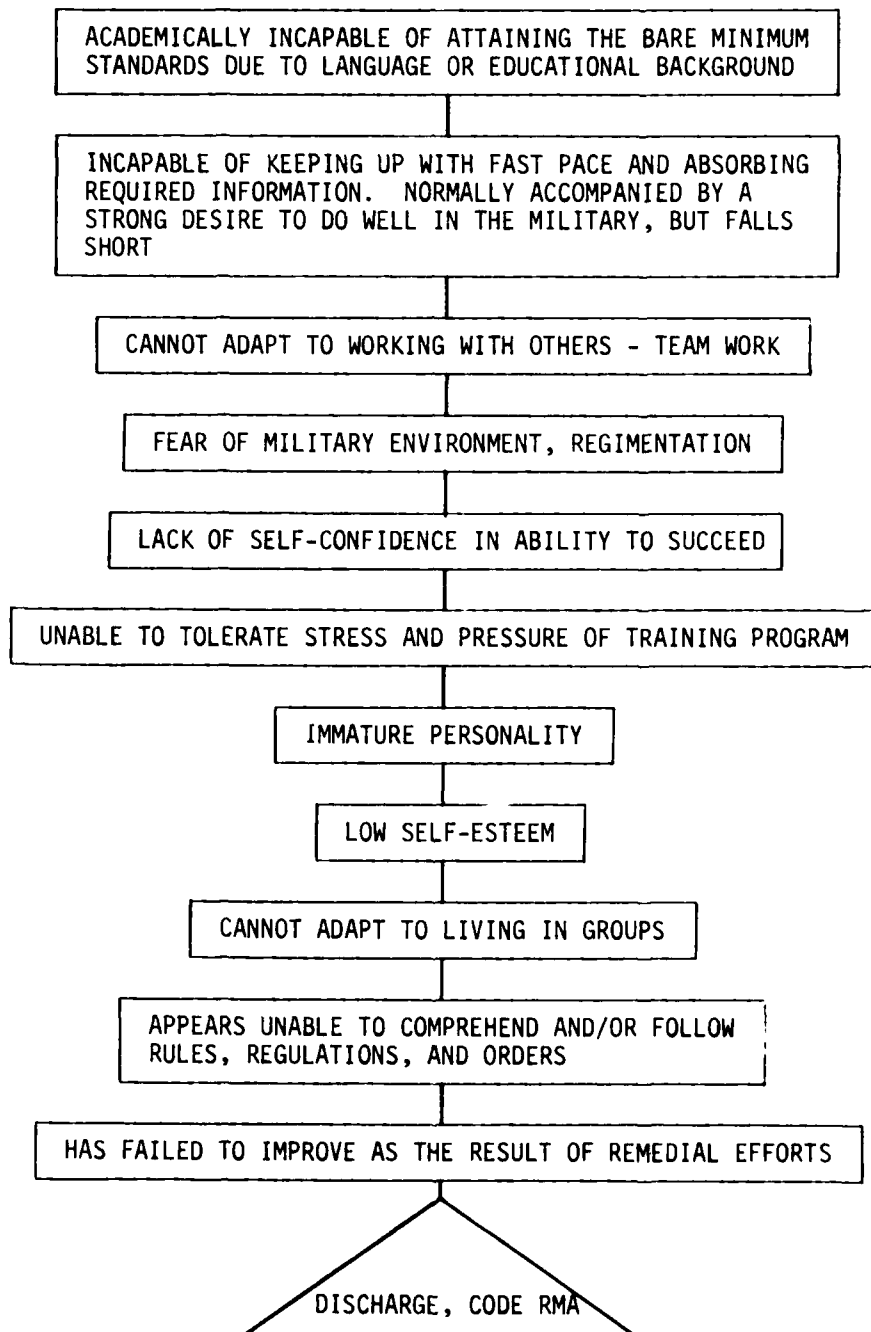 ACADEMICALLY INCAPABLE OF ATTAINING THE BARE MINIMUM
STANDARDS DUE TO LANGUAGE OR EDUCATIONAL BACKGROUND
INCAPABLE OF KEEPING UP WITH FAST PACE AND ABSORBING
REQUIRED INFORMATION. NORMALLY ACCOMPANIED BY A
STRONG DESIRE TO DO WELL IN THE MILITARY, BUT FALLS
SHORT
CANNOT ADAPT TO WORKING WITH OTHERS - TEAM WORK
FEAR OF MILITARY ENVIRONMENT, REGIMENTATION
LACK OF SELF-CONFIDENCE IN ABILITY TO SUCCEED
UNABLE TO TOLERATE STRESS AND PRESSURE OF TRAINING PROGRAM
IMMATURE PERSONALITY
LOW SELF-ESTEEM
CANNOT ADAPT TO LIVING IN GROUPS
APPEARS UNABLE TO COMPREHEND AND/OR FOLLOW
RULES, REGULATIONS, AND ORDERS
HAS FAILED TO IMPROVE AS THE RESULT OF REMEDIAL EFFORTS
DISCHARGE, CODE RMA